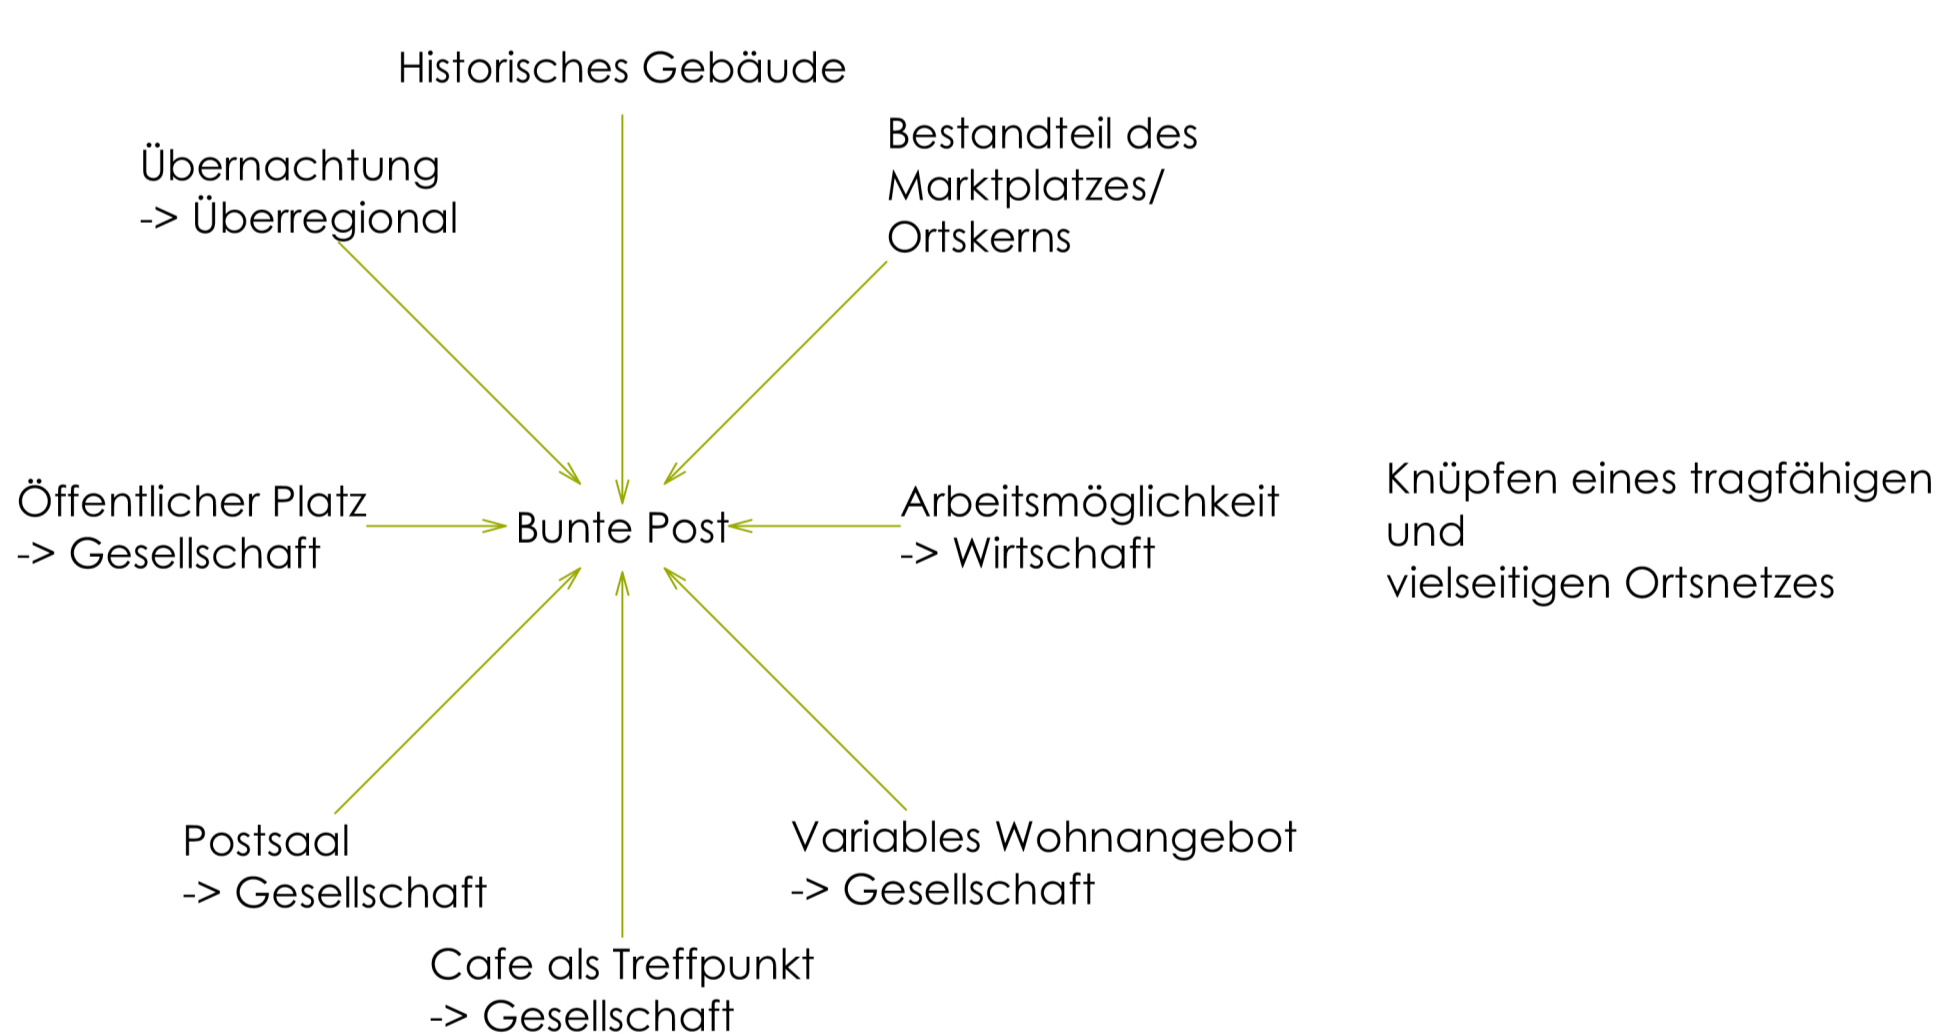 Historisches Gebäude
Bestandteil des
Marktplatzes/
Ortskerns
Übernachtung
-> Überregional
Öffentlicher Platz
-> Gesellschaft
Bunte Post
Arbeitsmöglichkeit
-> Wirtschaft
Knüpfen eines tragfähigen
und
vielseitigen Ortsnetzes
Postsaal
-> Gesellschaft
Variables Wohnangebot
-> Gesellschaft
Cafe als Treffpunkt
-> Gesellschaft